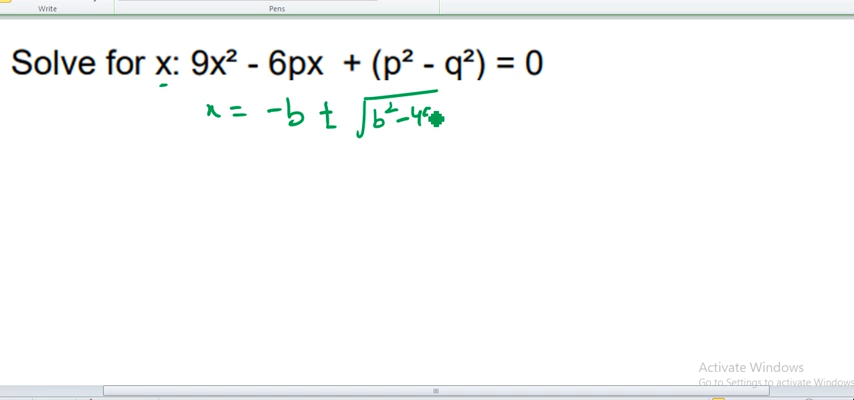 Write
Pens
Solve for x: 9x² - 6px + (p² - q²) = 0
x = -b ± √b²-4
Activate Windows
Go to Settings to activate Windows